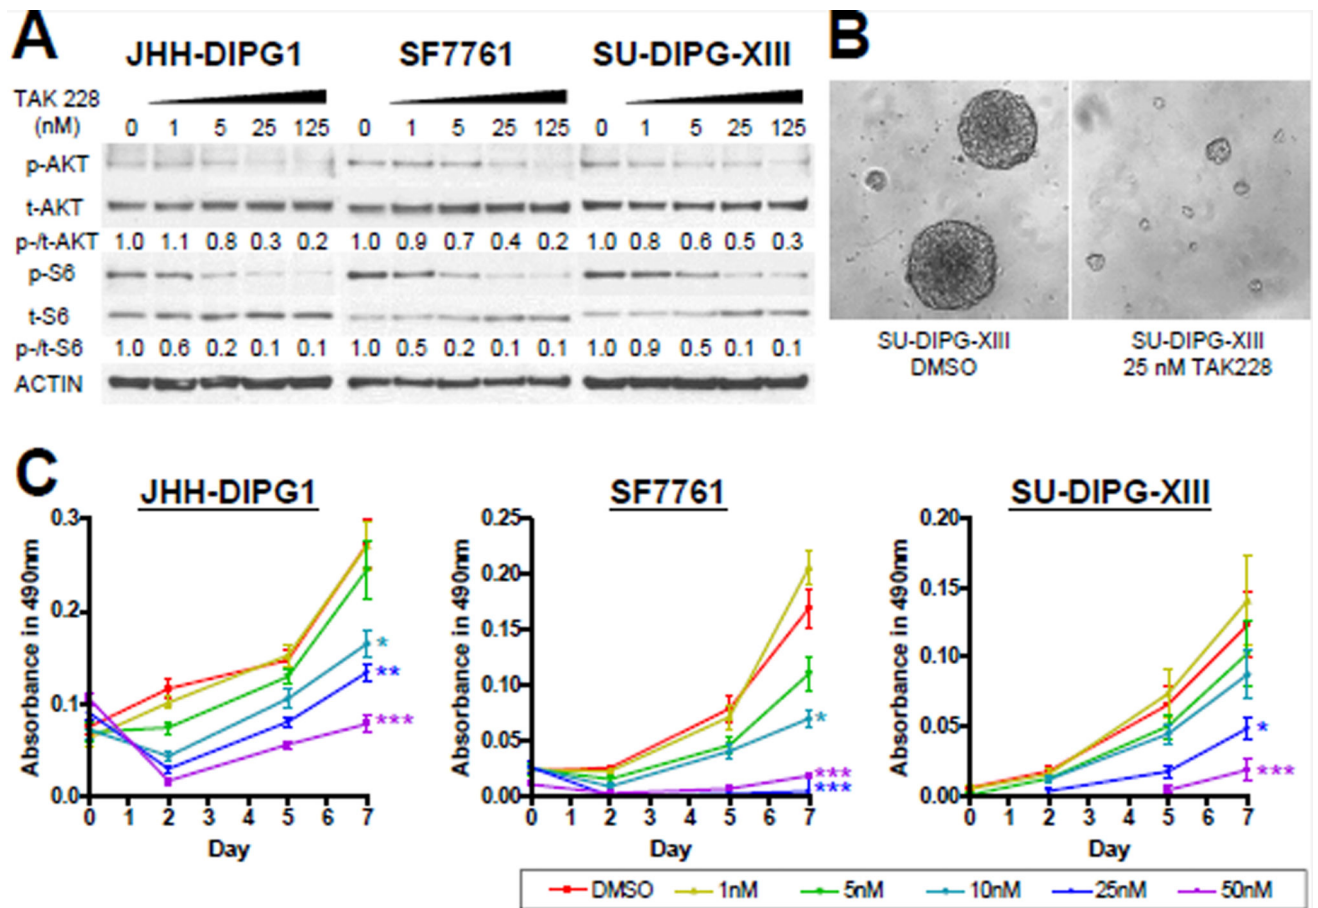 A
JHH-DIPG1 SF7761 SU-DIPG-XIII
TAK 228
(nM) 0 1 5 25 125 0 1 5 25 125 0 1 5 25 125
p-AKT
t-AKT
p-/t-AKT 1.0 1.1 0.8 0.3 0.2 1.0 0.9 0.7 0.4 0.2 1.0 0.8 0.6 0.5 0.3
p-S6
t-S6
p-/t-S6 1.0 0.6 0.2 0.1 0.1 1.0 0.5 0.2 0.1 0.1 1.0 0.9 0.5 0.1 0.1
ACTIN
B
SU-DIPG-XIII
DMSO
SU-DIPG-XIII
25 nM TAK228
C
JHH-DIPG1
Absorbance in 490nm
0.3
0.2
0.1
0.0
*
**
***
0 1 2 3 4 5 6 7
Day
SF7761
Absorbance in 490nm
0.25
0.20
0.15
0.10
0.05
0.00
*
***
***
0 1 2 3 4 5 6 7
Day
SU-DIPG-XIII
Absorbance in 490nm
0.20
0.15
0.10
0.05
0.00
*
***
0 1 2 3 4 5 6 7
Day
DMSO 1nM 5nM 10nM 25nM 50nM